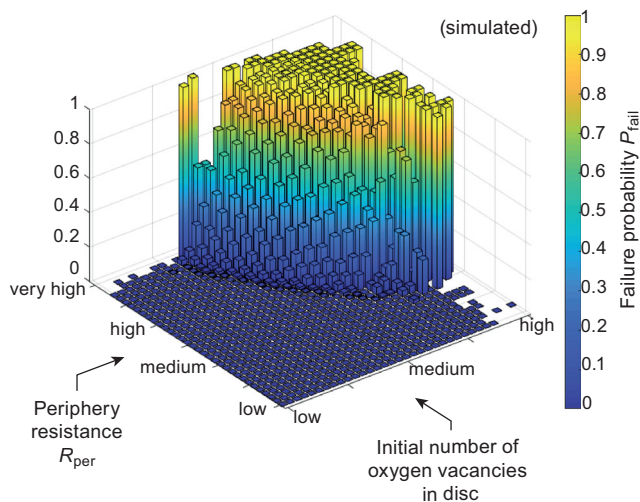 (simulated)
1
0.8
0.6
0.4
0.2
0
very high
high
medium
low
low
medium
high
Periphery
resistance
R_per
Initial number of
oxygen vacancies
in disc
1
0.9
0.8
0.7
0.6
0.5
0.4
0.3
0.2
0.1
0
Failure probability P_fail